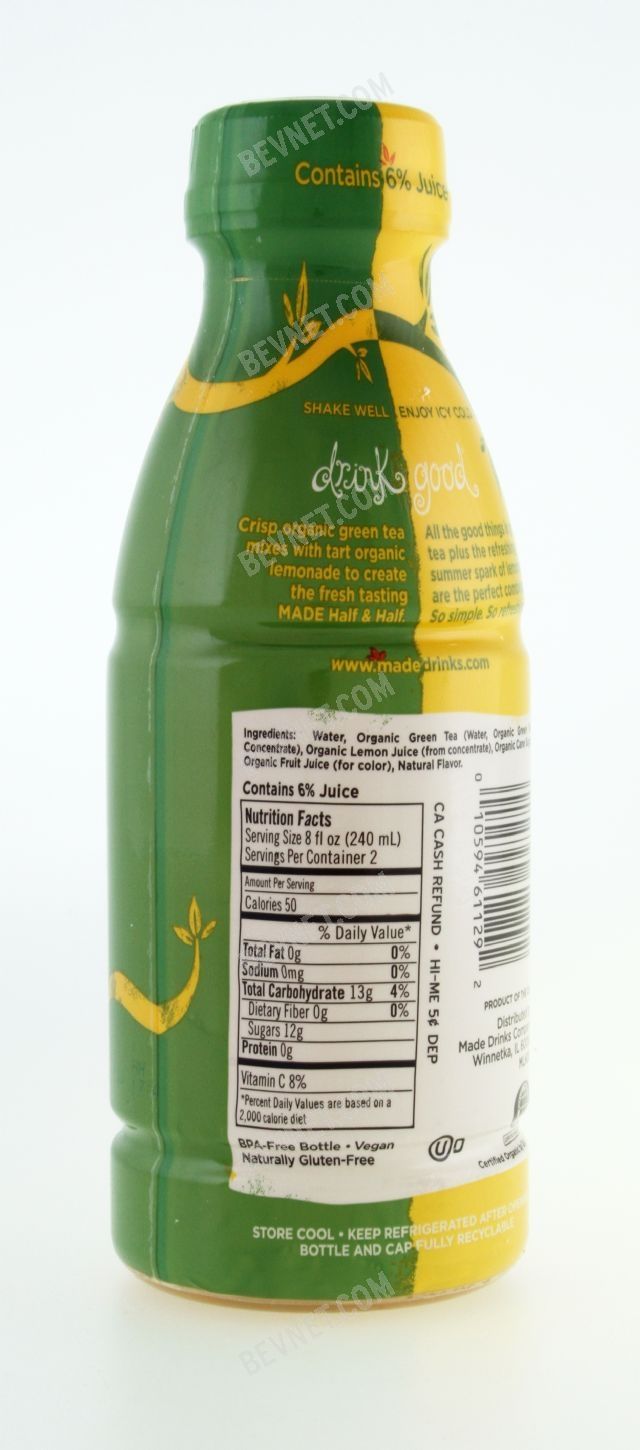 BEVNET.COM
Contains 6% Juice
BEVNET.COM
SHAKE WELL ENJOY ICY
drink good
Crisp organic green tea
mixes with tart organic
lemonade to create
the fresh tasting
MADE Half & Half.
All the good things
tea plus the
summer spark of
are the perfect
So simple. So
BEVNET.COM
www.madedrinks.com
BEVNET.COM
Ingredients: Water, Organic Green Tea (Water, Organic Green
Concentrate), Organic Lemon Juice (from concentrate), Organic Cane
Organic Fruit Juice (for color), Natural Flavor.
Contains 6% Juice
Nutrition Facts
Serving Size 8 fl oz (240 mL)
Servings Per Container 2
Amount Per Serving
Calories 50
% Daily Value*
Total Fat 0g 0%
Sodium 0mg 0%
Total Carbohydrate 13g 4%
Dietary Fiber 0g 0%
Sugars 12g
Protein 0g
Vitamin C 8%
*Percent Daily Values are based on a
2,000 calorie diet
BEVNET.COM
BEVNET.COM
CA CASH REFUND • HI-ME 5¢ DEP
0 10594 61129 2
PRODUCT OF
Made Drinks
Winnetka, IL
BPA-Free Bottle • Vegan
Naturally Gluten-Free
U D
Certified Organic
STORE COOL • KEEP REFRIGERATED AFTER
BOTTLE AND CAP FULLY RECYCLABLE
BEVNET.COM